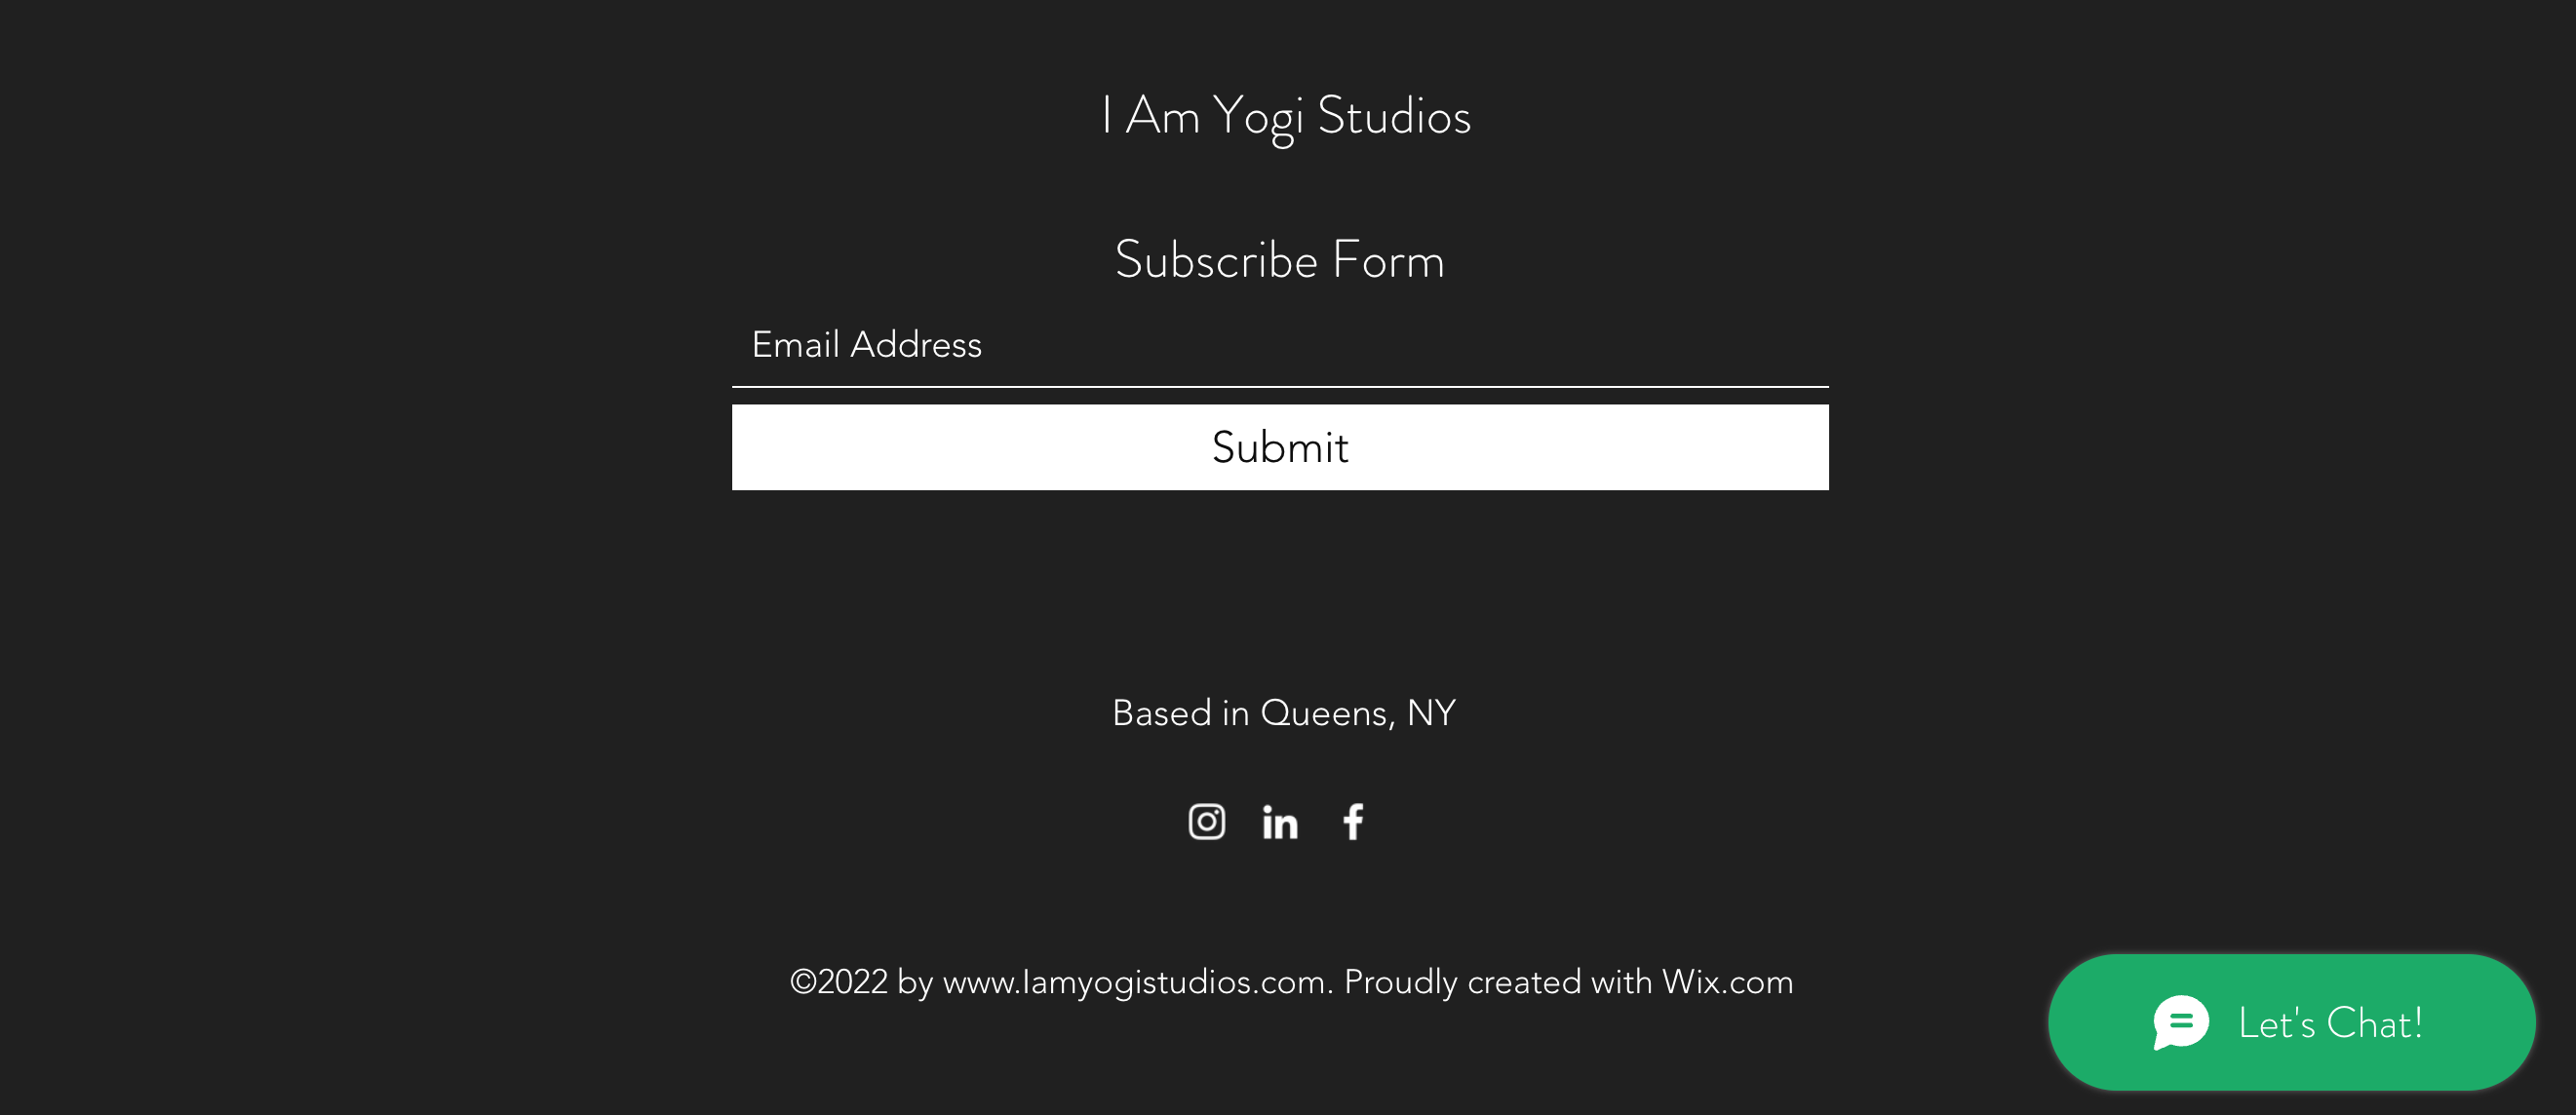 I Am Yogi Studios
Subscribe Form
Email Address
Submit
Based in Queens, NY
©2022 by www.Iamyogistudios.com. Proudly created with Wix.com
Let's Chat!